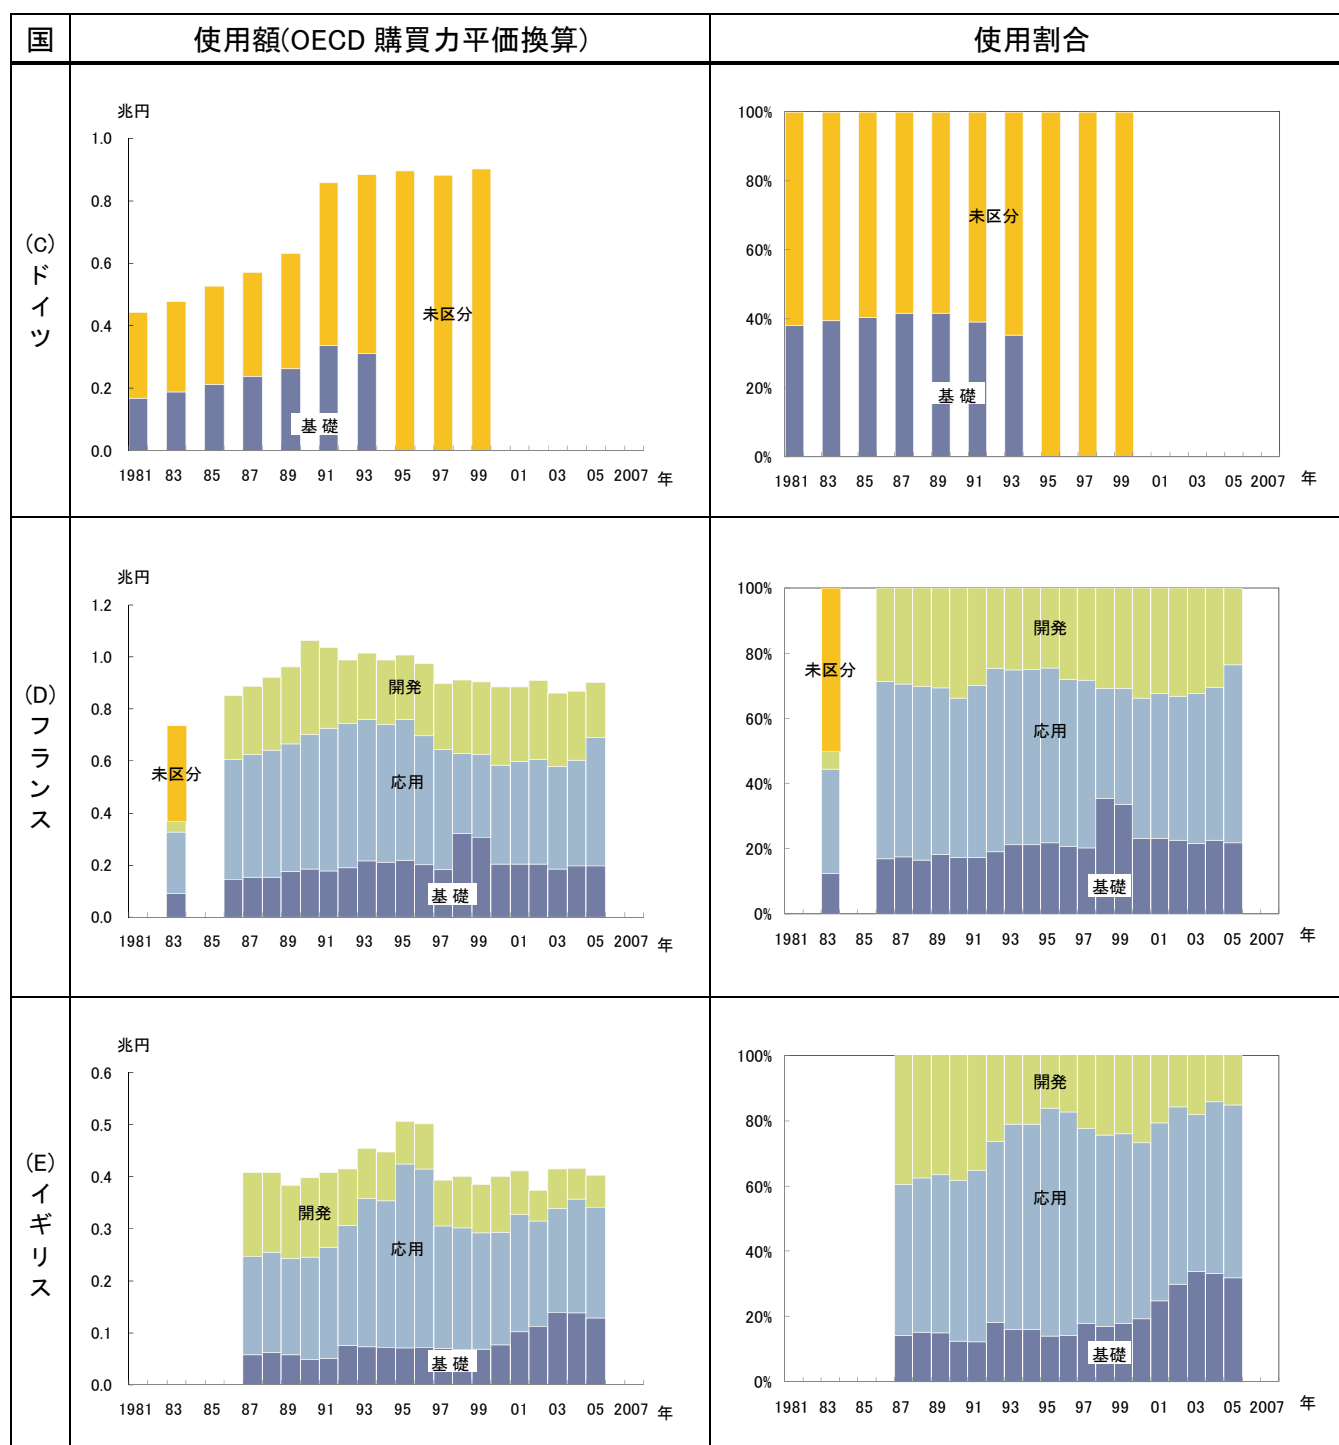 国 使用額(OECD 購買力平価換算) 使用割合
(C)ドイツ
兆円
1.0
0.8
0.6
0.4
0.2
0.0
未区分
基礎
1981 83 85 87 89 91 93 95 97 99 01 03 05 2007 年
100%
80%
60%
40%
20%
0%
未区分
基礎
1981 83 85 87 89 91 93 95 97 99 01 03 05 2007 年
(D)フランス
兆円
1.2
1.0
0.8
0.6
0.4
0.2
0.0
開発
未区分
応用
基礎
1981 83 85 87 89 91 93 95 97 99 01 03 05 2007 年
100%
80%
60%
40%
20%
0%
開発
未区分
応用
基礎
1981 83 85 87 89 91 93 95 97 99 01 03 05 2007 年
(E)イギリス
兆円
0.6
0.5
0.4
0.3
0.2
0.1
0.0
開発
応用
基礎
1981 83 85 87 89 91 93 95 97 99 01 03 05 2007 年
100%
80%
60%
40%
20%
0%
開発
応用
基礎
1981 83 85 87 89 91 93 95 97 99 01 03 05 2007 年